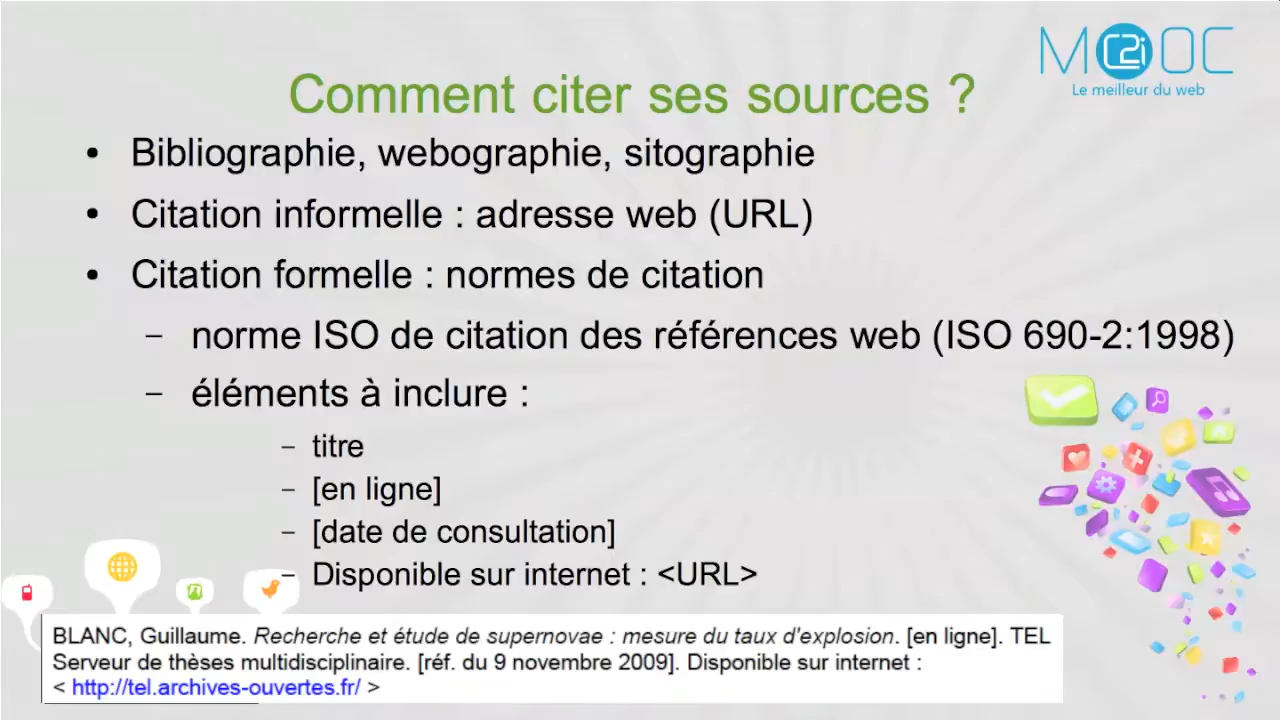 MC2iOC
Le meilleur du web
Comment citer ses sources ?
• Bibliographie, webographie, sitographie
• Citation informelle : adresse web (URL)
• Citation formelle : normes de citation
– norme ISO de citation des références web (ISO 690-2:1998)
– éléments à inclure :
– titre
– [en ligne]
– [date de consultation]
– Disponible sur internet : <URL>
BLANC, Guillaume. Recherche et étude de supernovae : mesure du taux d'explosion. [en ligne]. TEL
Serveur de thèses multidisciplinaire. [réf. du 9 novembre 2009]. Disponible sur internet :
< http://tel.archives-ouvertes.fr/ >